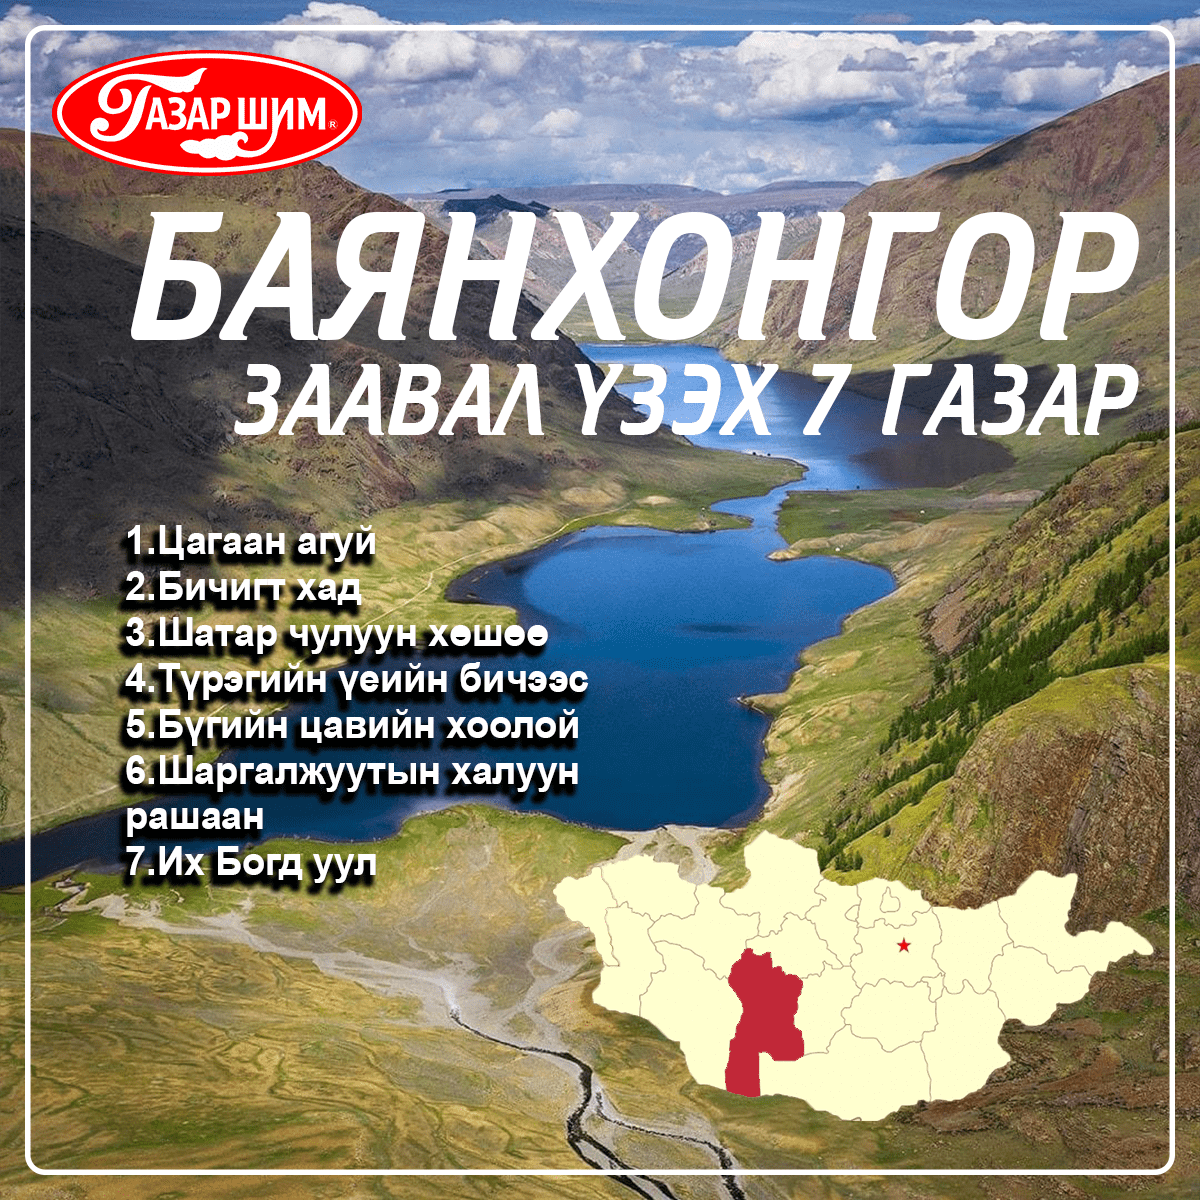 ГАЗАР ШИМ®
БАЯНХОНГОР
ЗААВАЛ ҮЗЭХ 7 ГАЗАР
1.Цагаан агуй
2.Бичигт хад
3.Шатар чулуун хөшөө
4.Түрэгийн үеийн бичээс
5.Бүгийн цавийн хоолой
6.Шаргалжуутын халуун
рашаан
7.Их Богд уул